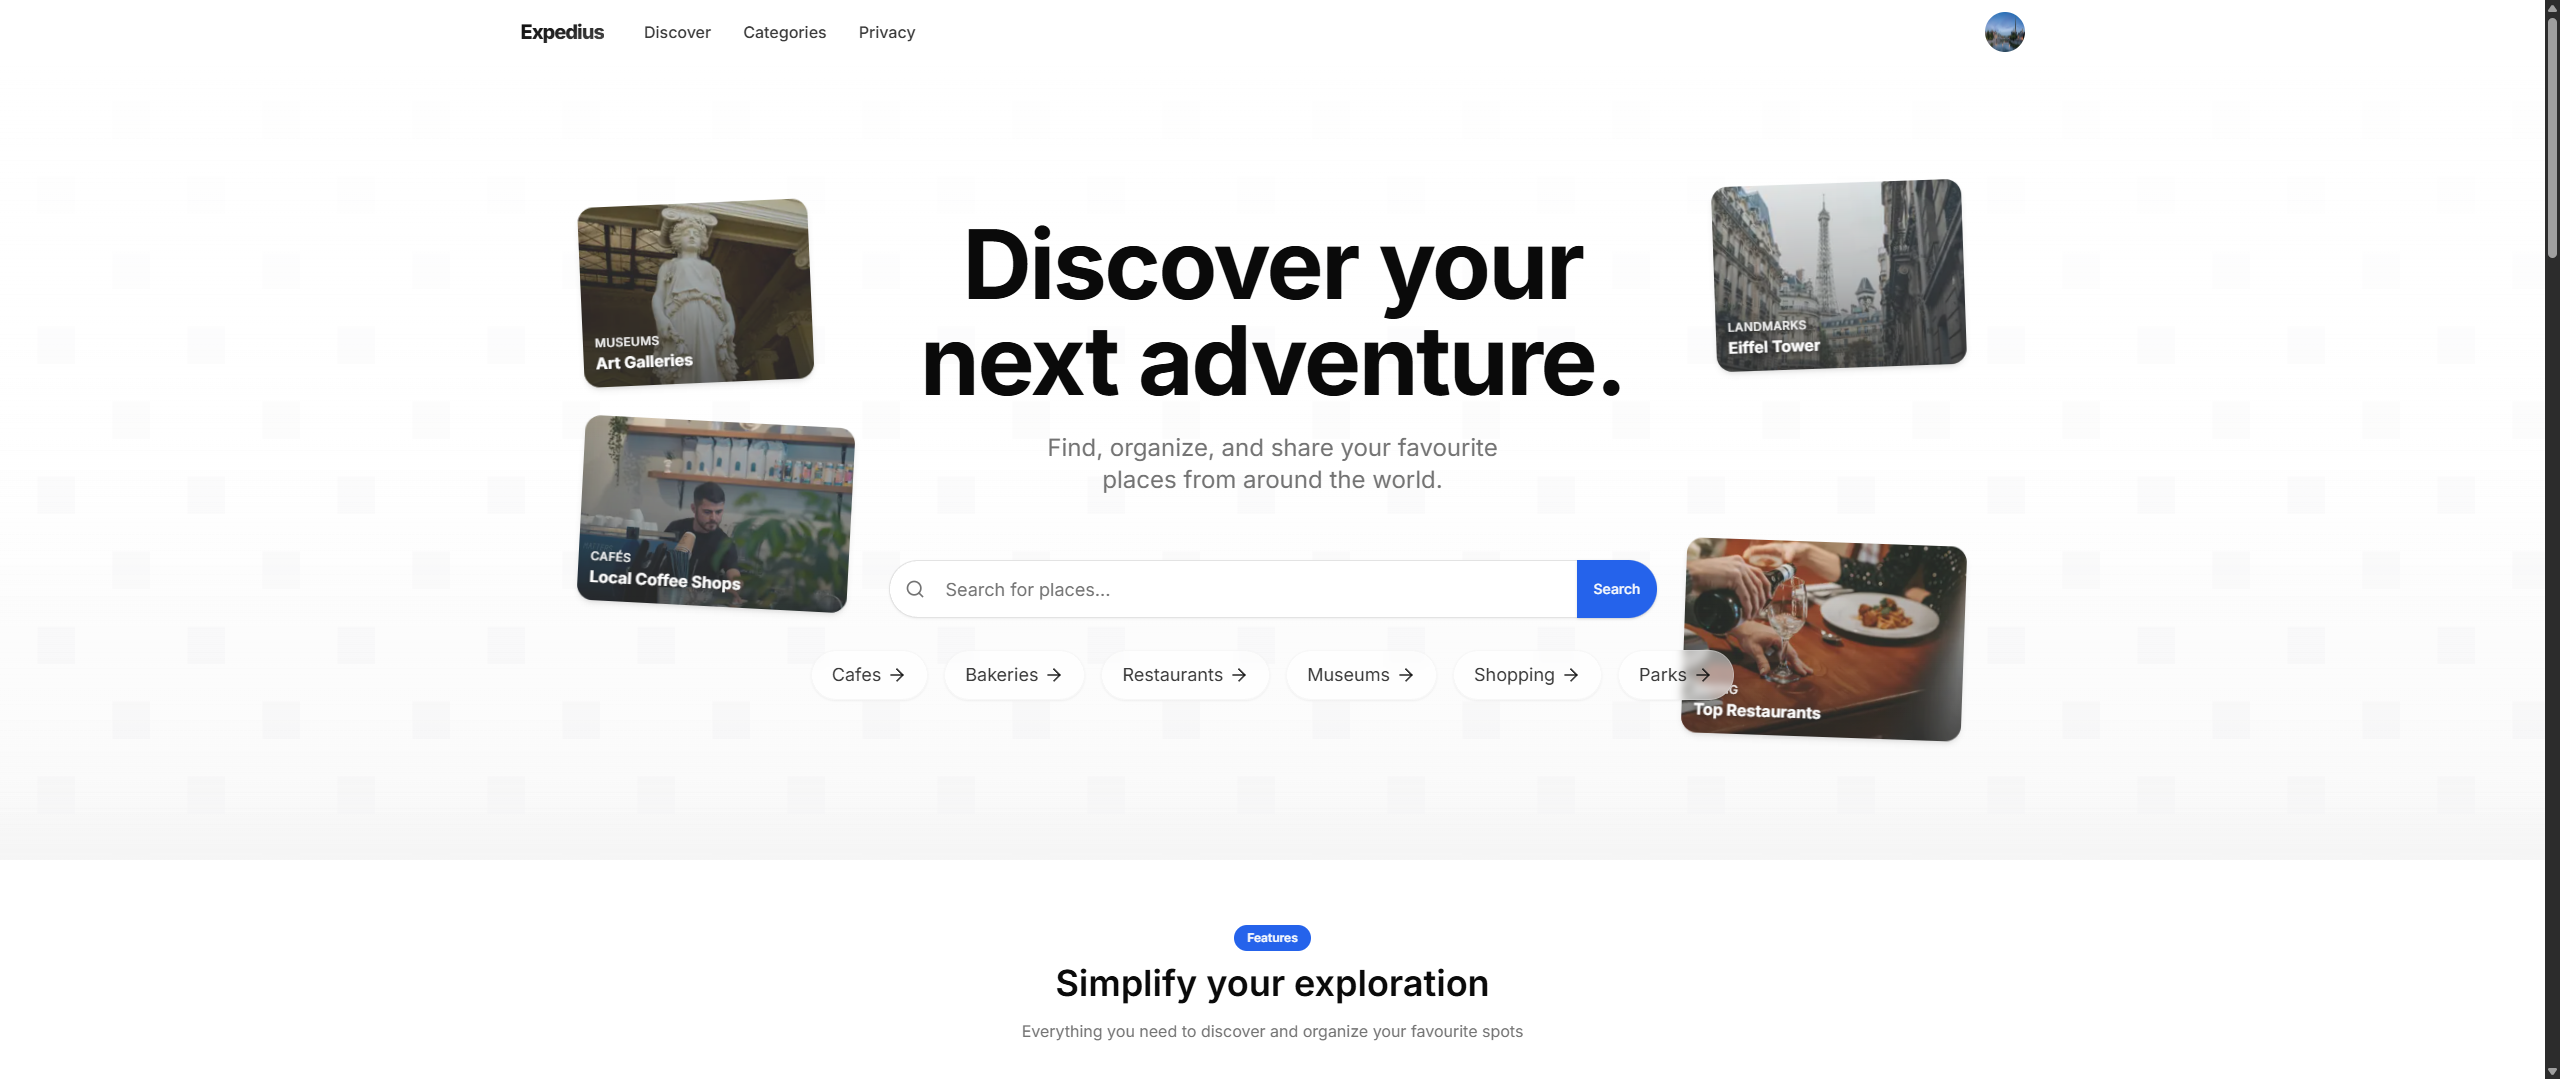 Expedius
Discover
Categories
Privacy
MUSEUMS
Art Galleries
LANDMARKS
Eiffel Tower
Discover your
next adventure.
Find, organize, and share your favourite
places from around the world.
CAFÉS
Local Coffee Shops
Search for places...
Search
Cafes
Bakeries
Restaurants
Museums
Shopping
Parks
Top Restaurants
Features
Simplify your exploration
Everything you need to discover and organize your favourite spots